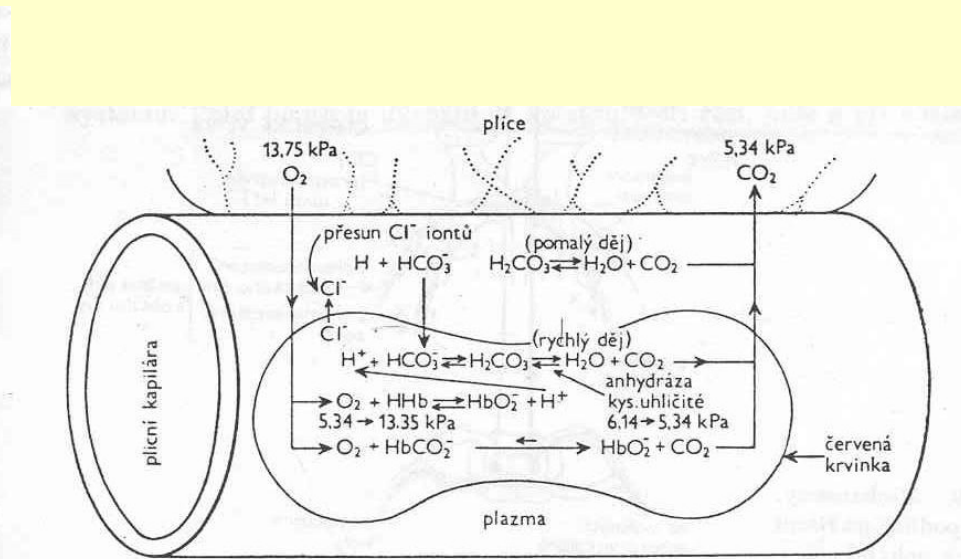 plíce
13,75 kPa
O₂
5,34 kPa
CO₂
přesun Cl⁻ iontů
H + HCO₃⁻
(pomalý děj)
H₂CO₃ ⇌ H₂O + CO₂
Cl⁻
Cl⁻
(rychlý děj)
H⁺ + HCO₃⁻ ⇌ H₂CO₃ ⇌ H₂O + CO₂
anhydráza
kys.uhličité
O₂ + HHb ⇌ HbO₂⁻ + H⁺
5,34 → 13.35 kPa
6,14 → 5,34 kPa
O₂ + HbCO₂⁻ → HbO₂⁻ + CO₂
plicní kapilára
červená
krvinka
plazma